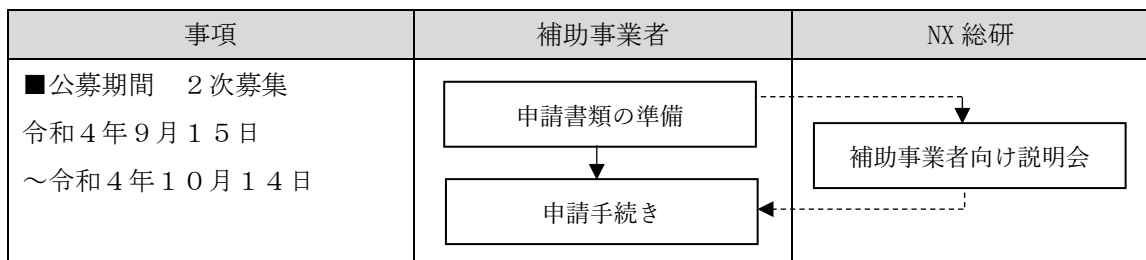 事項
補助事業者
NX 総研
■公募期間　２次募集
令和４年９月１５日
～令和４年１０月１４日
申請書類の準備
補助事業者向け説明会
申請手続き